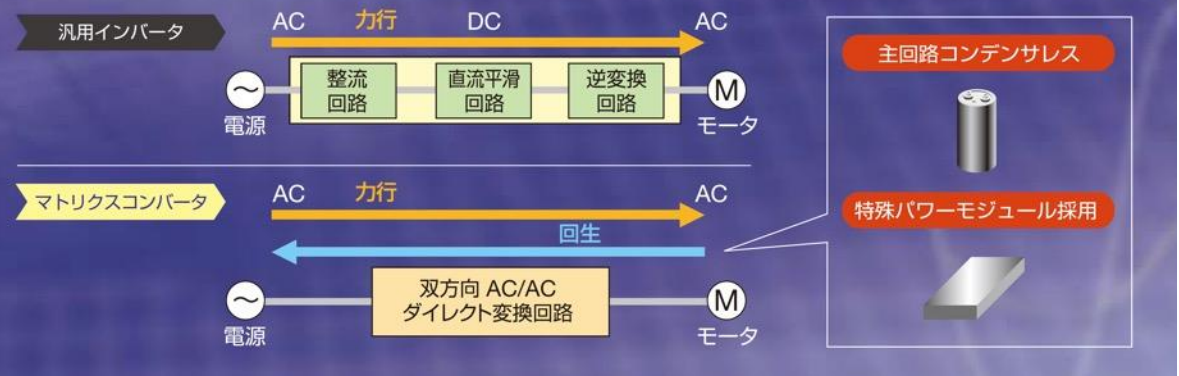 汎用インバータ
AC 力行 DC AC
整流
回路
直流平滑
回路
逆変換
回路
〜
電源
M
モータ
マトリクスコンバータ
AC 力行 AC
回生
双方向 AC/AC
ダイレクト変換回路
〜
電源
M
モータ
主回路コンデンサレス
特殊パワーモジュール採用